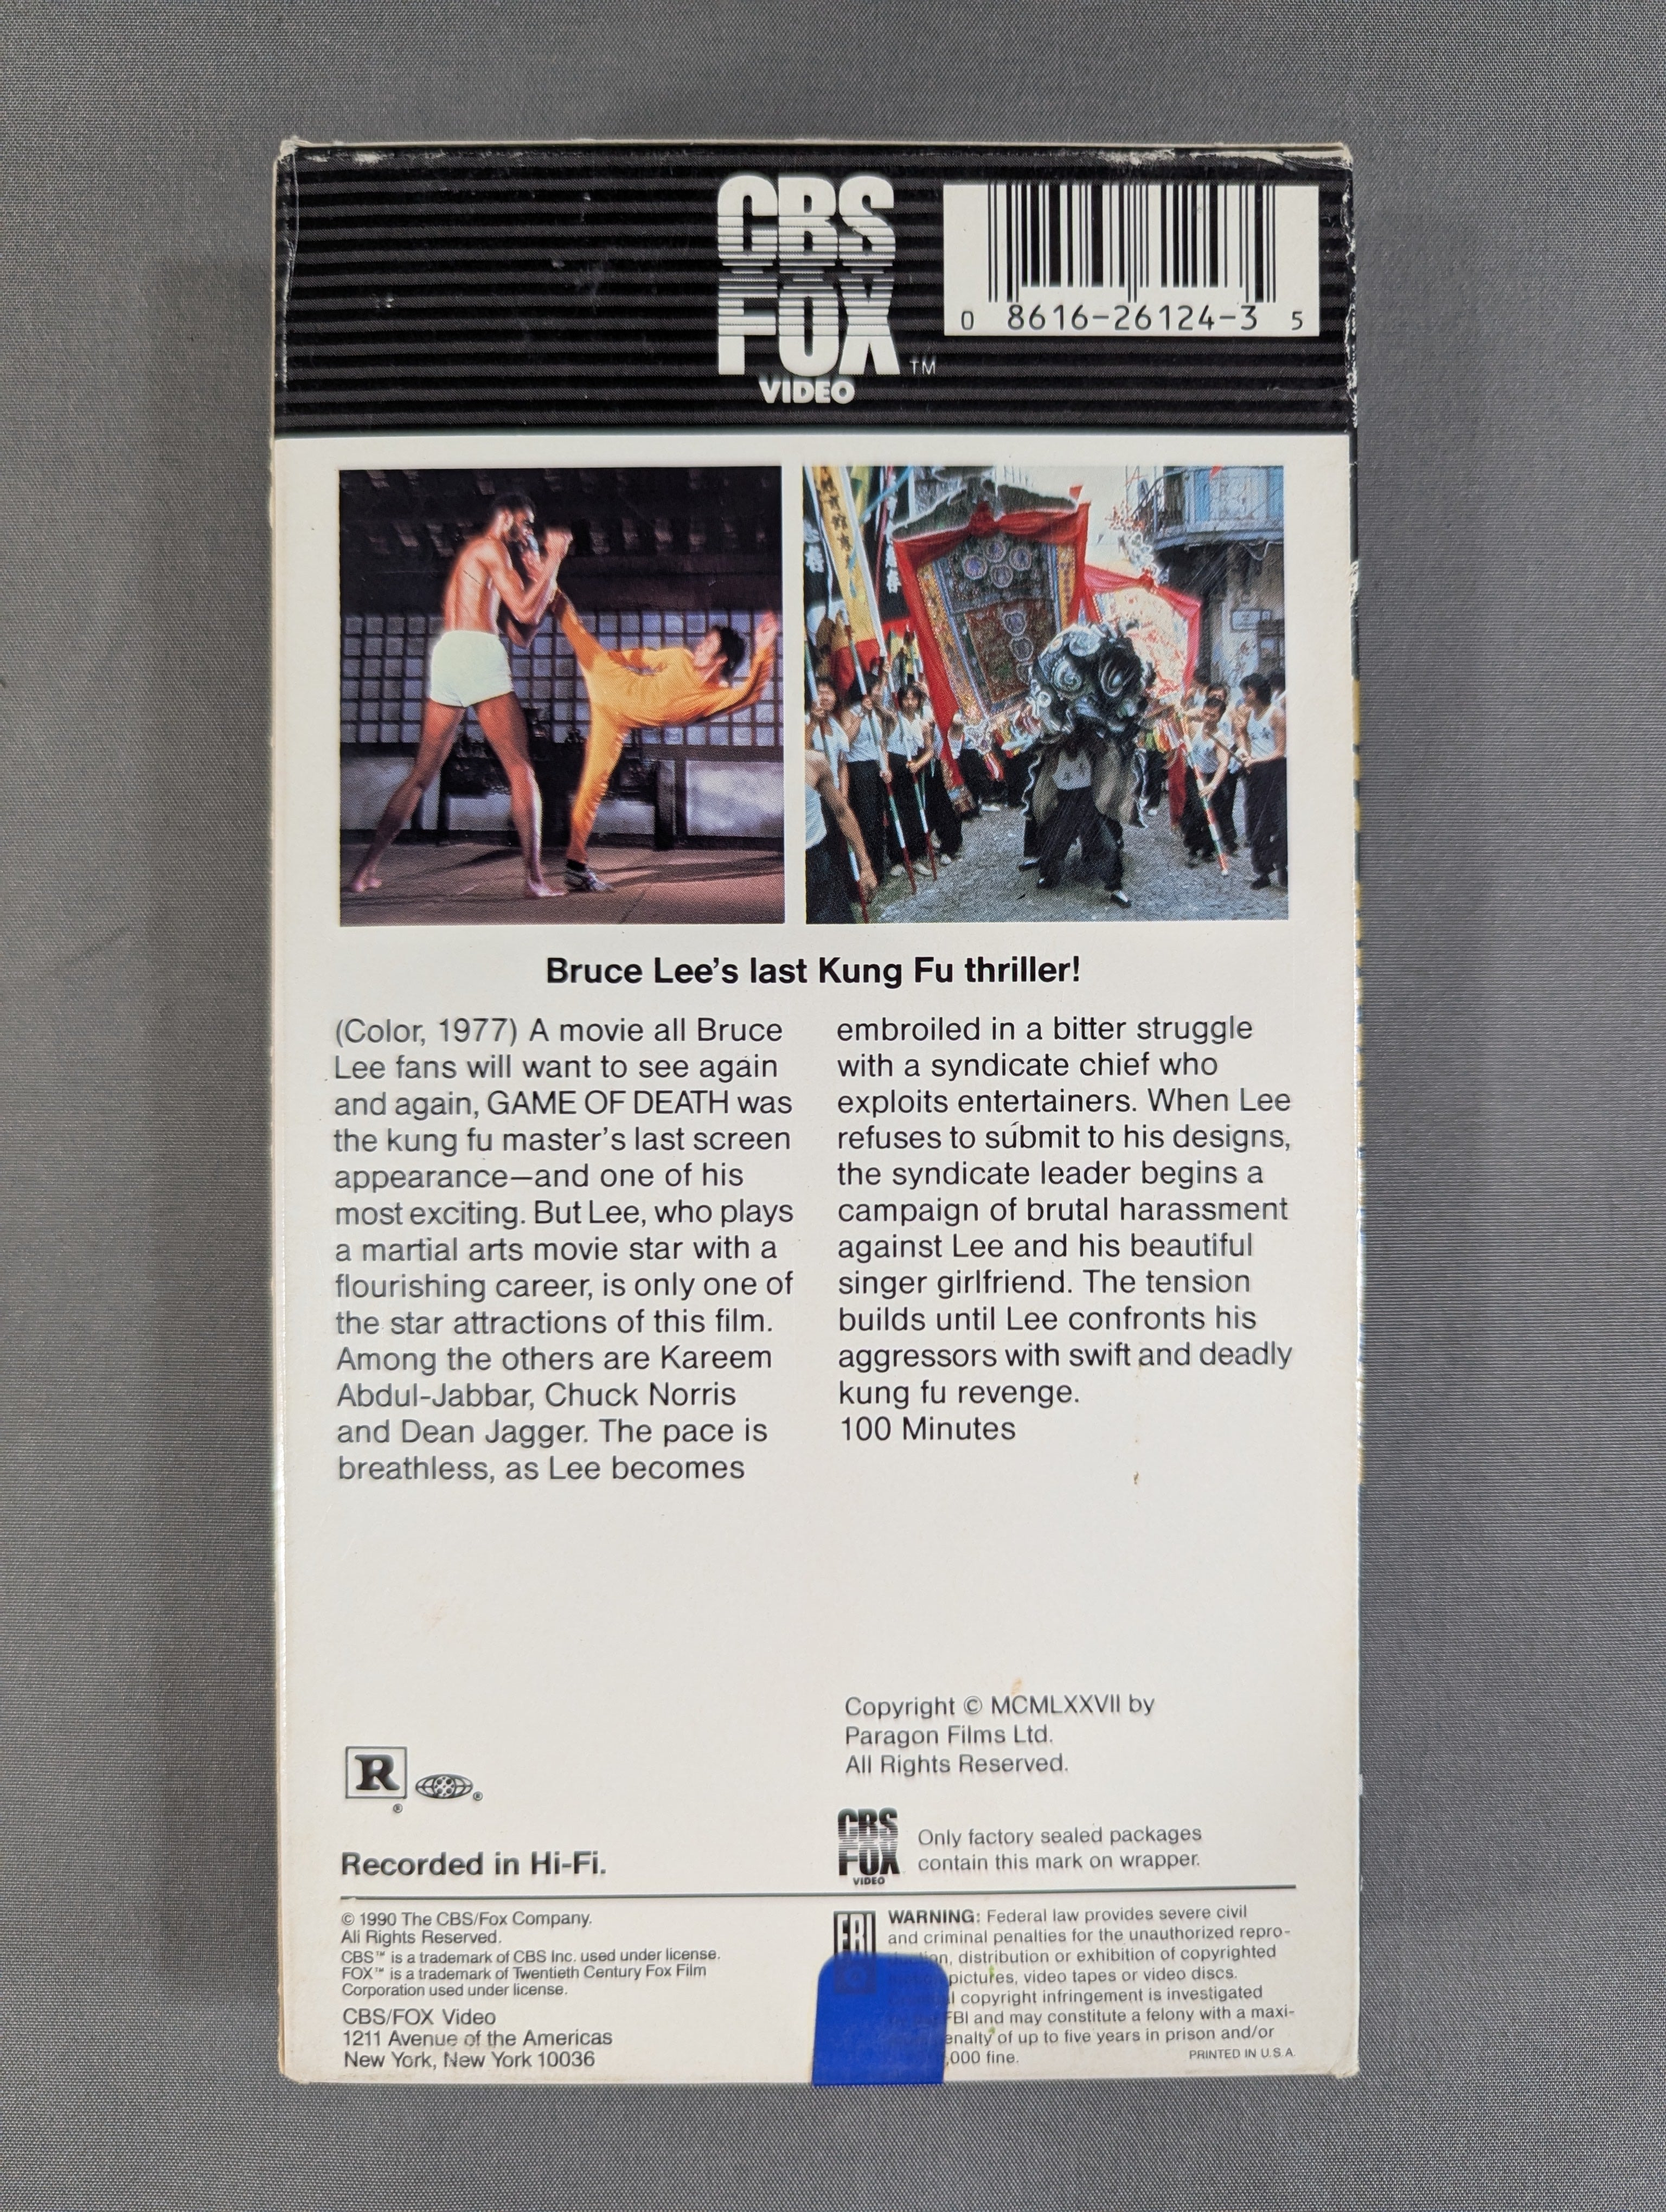 CBS
FOX
VIDEO
TM
0 8616-26124-3 5
Bruce Lee's last Kung Fu thriller!
(Color, 1977) A movie all Bruce
Lee fans will want to see again
and again, GAME OF DEATH was
the kung fu master's last screen
appearance—and one of his
most exciting. But Lee, who plays
a martial arts movie star with a
flourishing career, is only one of
the star attractions of this film.
Among the others are Kareem
Abdul-Jabbar, Chuck Norris
and Dean Jagger. The pace is
breathless, as Lee becomes
embroiled in a bitter struggle
with a syndicate chief who
exploits entertainers. When Lee
refuses to submit to his designs,
the syndicate leader begins a
campaign of brutal harassment
against Lee and his beautiful
singer girlfriend. The tension
builds until Lee confronts his
aggressors with swift and deadly
kung fu revenge.
100 Minutes
Copyright © MCMLXXVII by
Paragon Films Ltd.
All Rights Reserved.
R ®
®
Recorded in Hi-Fi.
CBS
FOX
VIDEO
Only factory sealed packages
contain this mark on wrapper.
© 1990 The CBS/Fox Company.
All Rights Reserved.
CBS™ is a trademark of CBS Inc. used under license.
FOX™ is a trademark of Twentieth Century Fox Film
Corporation used under license.
CBS/FOX Video
1211 Avenue of the Americas
New York, New York 10036
FBI
WARNING: Federal law provides severe civil
and criminal penalties for the unauthorized repro-
distribution or exhibition of copyrighted
pictures, video tapes or video discs.
copyright infringement is investigated
FBI and may constitute a felony with a maxi-
penalty of up to five years in prison and/or
,000 fine.
PRINTED IN U.S.A.